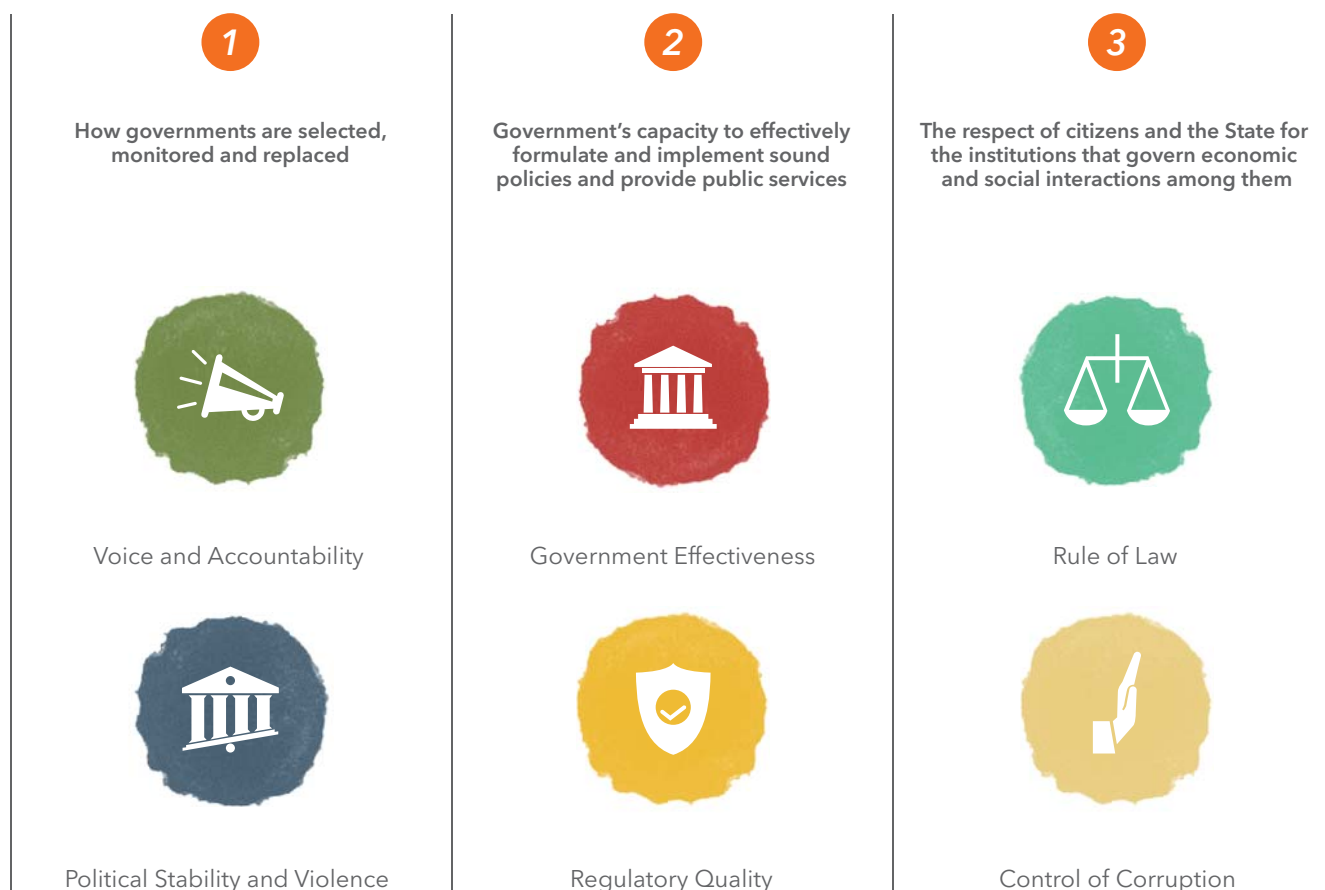 1
How governments are selected,
monitored and replaced
Voice and Accountability
Political Stability and Violence
2
Government’s capacity to effectively
formulate and implement sound
policies and provide public services
Government Effectiveness
Regulatory Quality
3
The respect of citizens and the State for
the institutions that govern economic
and social interactions among them
Rule of Law
Control of Corruption